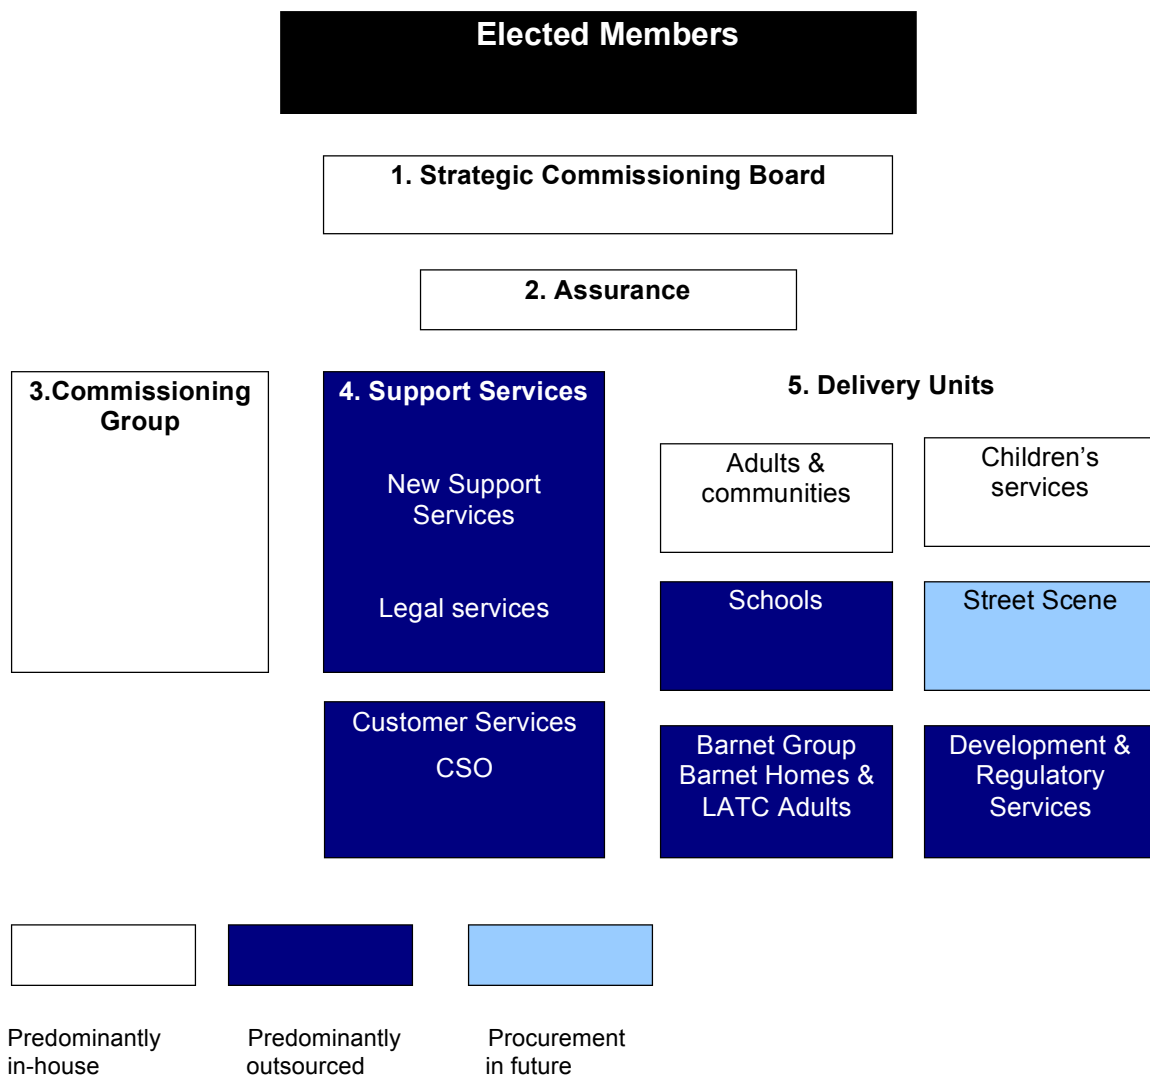 Elected Members
1. Strategic Commissioning Board
2. Assurance
3.Commissioning
Group
4. Support Services
New Support
Services
Legal services
Customer Services
CSO
5. Delivery Units
Adults &
communities
Children’s
services
Schools
Street Scene
Barnet Group
Barnet Homes &
LATC Adults
Development &
Regulatory
Services
Predominantly
in-house
Predominantly
outsourced
Procurement
in future